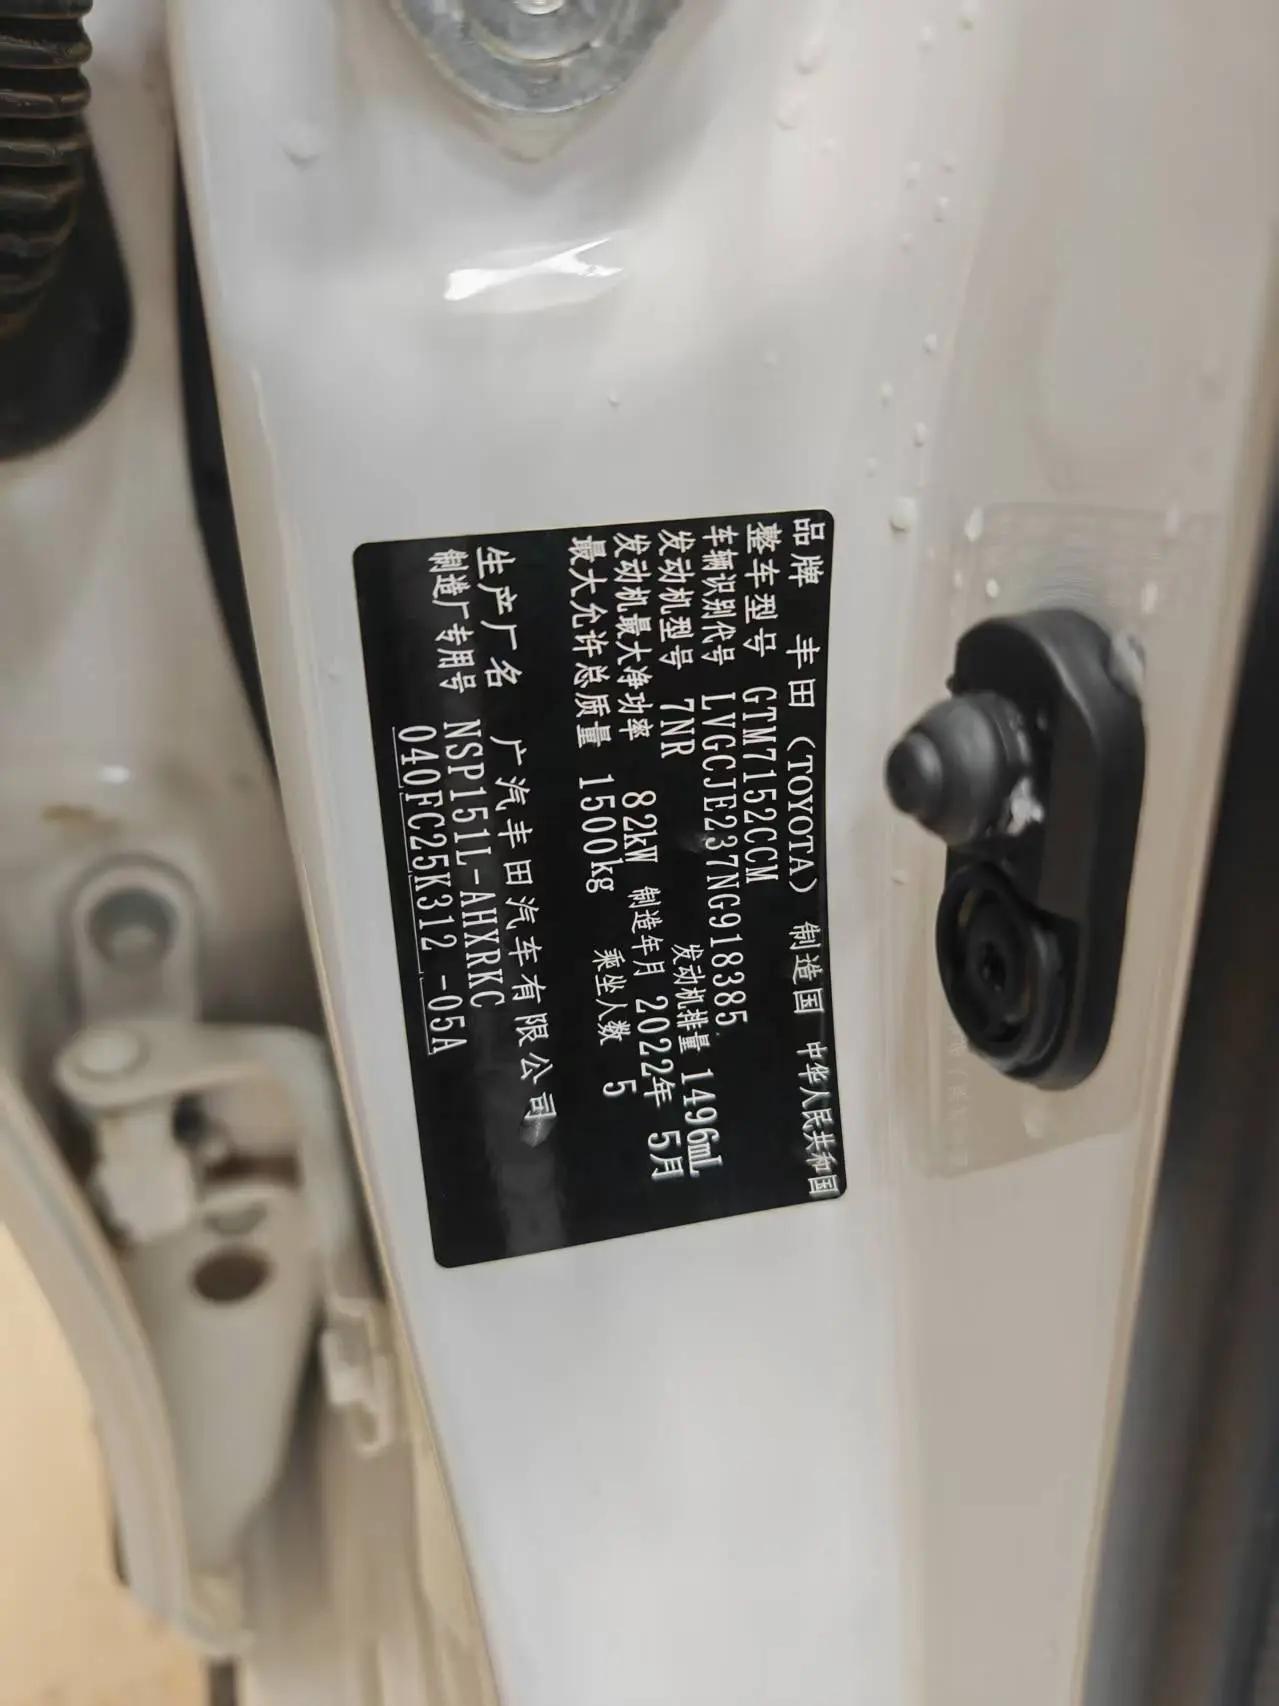 品牌 丰田 (TOYOTA) 制造国 中华人民共和国
整车型号 GTM7152CCM
车辆识别代号 LVGCJE237NG918385
发动机型号 7NR 发动机排量 1496mL
发动机最大净功率 82kW 制造年月 2022年 5月
最大允许总质量 1500kg 乘坐人数 5
生产厂名 广汽丰田汽车有限公司
制造厂专用号 NSP151L-AHXRKC
040FC25K312 -05A